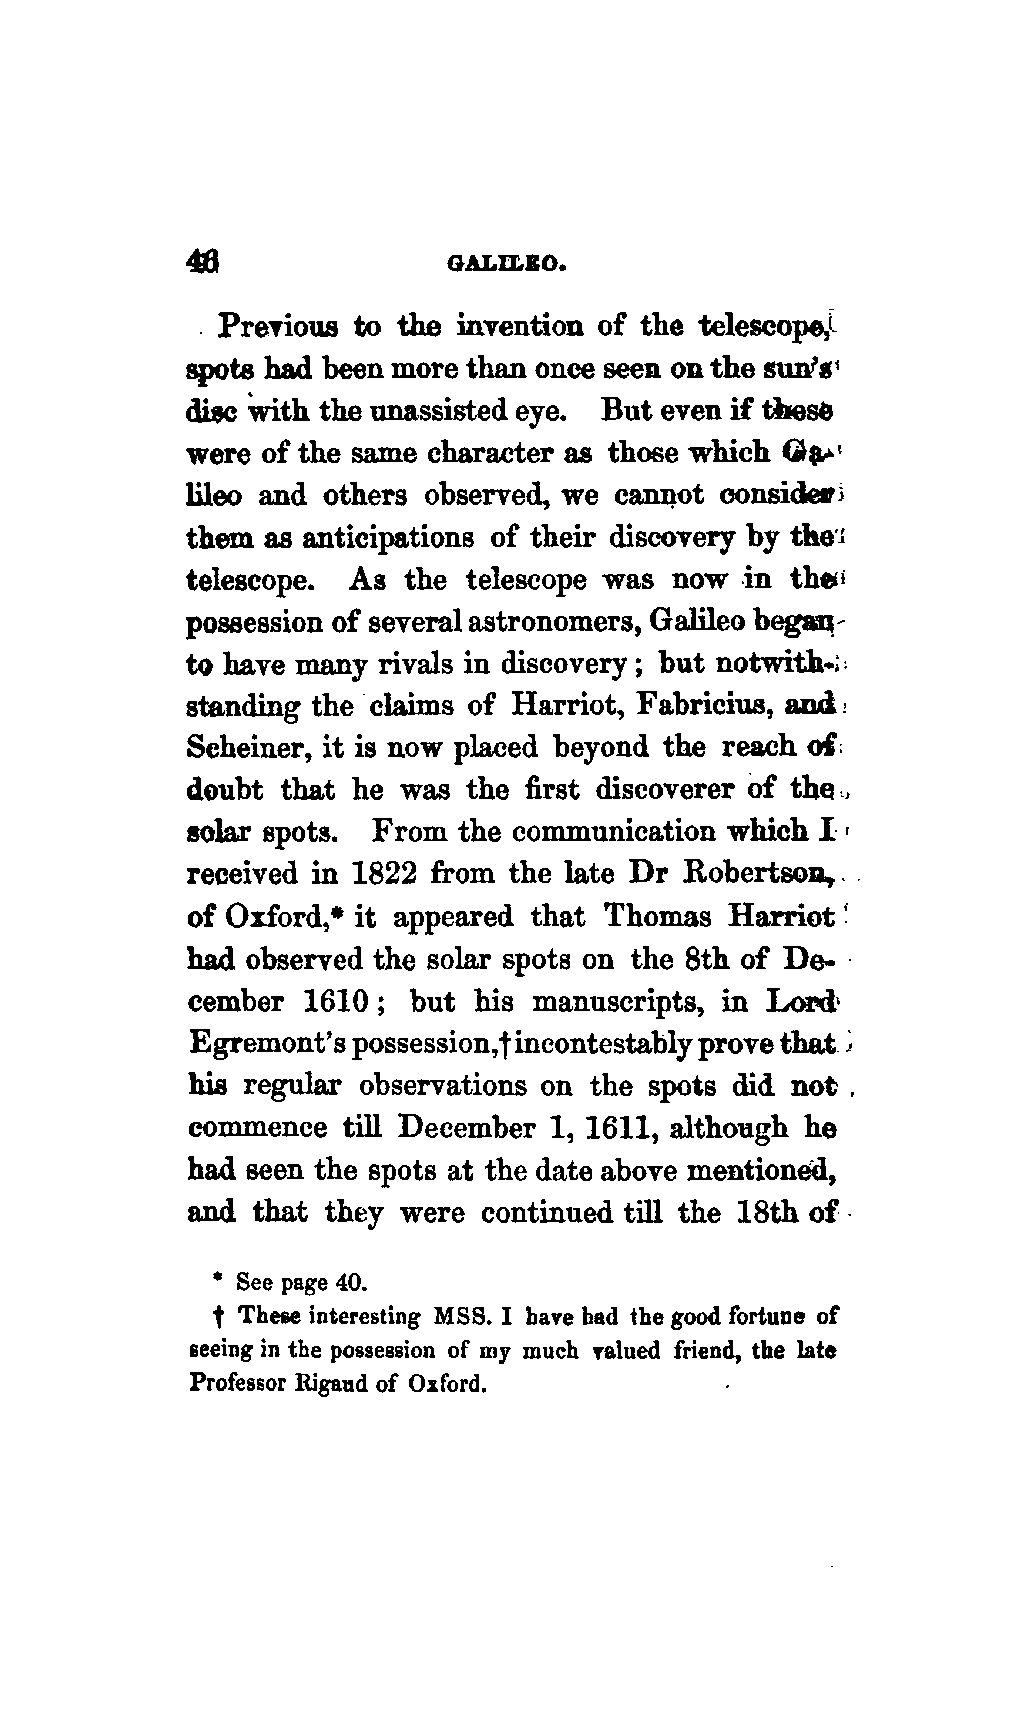 46 GALILEO.
Previous to the invention of the telescope,
spots had been more than once seen on the sun's
disc with the unassisted eye. But even if these
were of the same character as those which Ga-
lileo and others observed, we cannot consider
them as anticipations of their discovery by the
telescope. As the telescope was now in the
possession of several astronomers, Galileo began
to have many rivals in discovery; but notwith-
standing the claims of Harriot, Fabricius, and
Scheiner, it is now placed beyond the reach of
doubt that he was the first discoverer of the
solar spots. From the communication which I
received in 1822 from the late Dr Robertson,
of Oxford,* it appeared that Thomas Harriot
had observed the solar spots on the 8th of De-
cember 1610; but his manuscripts, in Lord
Egremont's possession,† incontestably prove that
his regular observations on the spots did not
commence till December 1, 1611, although he
had seen the spots at the date above mentioned,
and that they were continued till the 18th of
* See page 40.
† These interesting MSS. I have had the good fortune of
seeing in the possession of my much valued friend, the late
Professor Rigaud of Oxford.